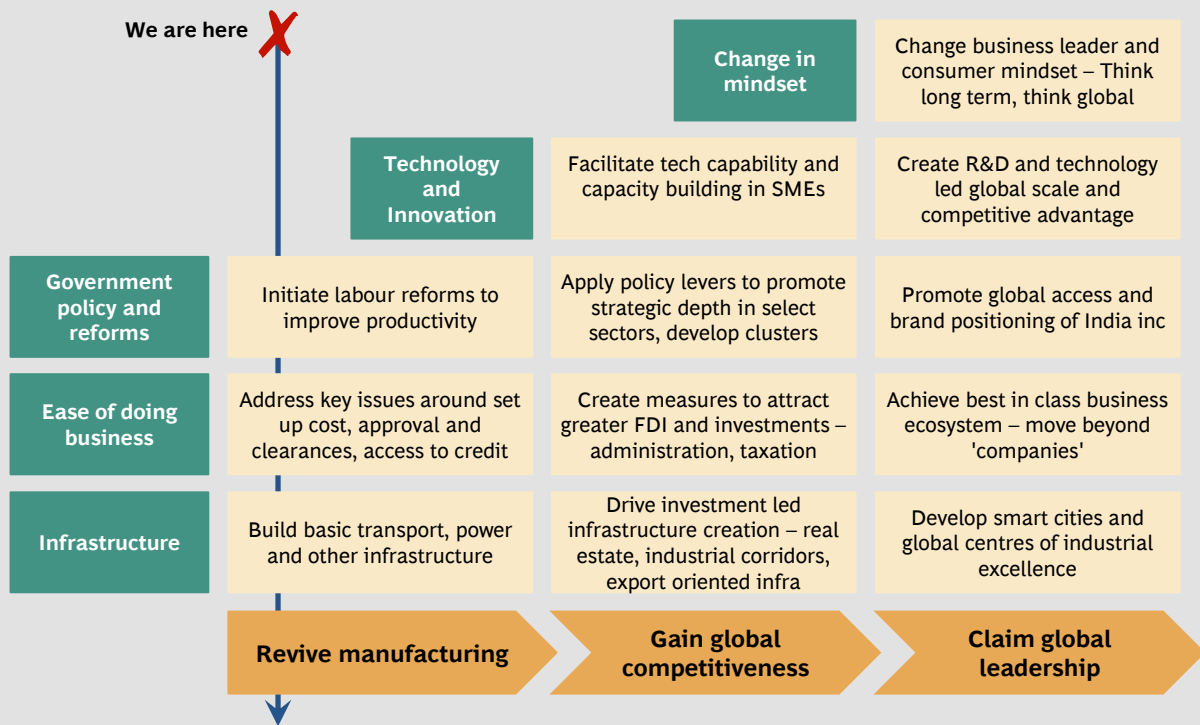 We are here
Change in
mindset
Change business leader and
consumer mindset – Think
long term, think global
Technology
and
Innovation
Facilitate tech capability and
capacity building in SMEs
Create R&D and technology
led global scale and
competitive advantage
Government
policy and
reforms
Initiate labour reforms to
improve productivity
Apply policy levers to promote
strategic depth in select
sectors, develop clusters
Promote global access and
brand positioning of India inc
Ease of doing
business
Address key issues around set
up cost, approval and
clearances, access to credit
Create measures to attract
greater FDI and investments –
administration, taxation
Achieve best in class business
ecosystem – move beyond
'companies'
Infrastructure
Build basic transport, power
and other infrastructure
Drive investment led
infrastructure creation – real
estate, industrial corridors,
export oriented infra
Develop smart cities and
global centres of industrial
excellence
Revive manufacturing
Gain global
competitiveness
Claim global
leadership